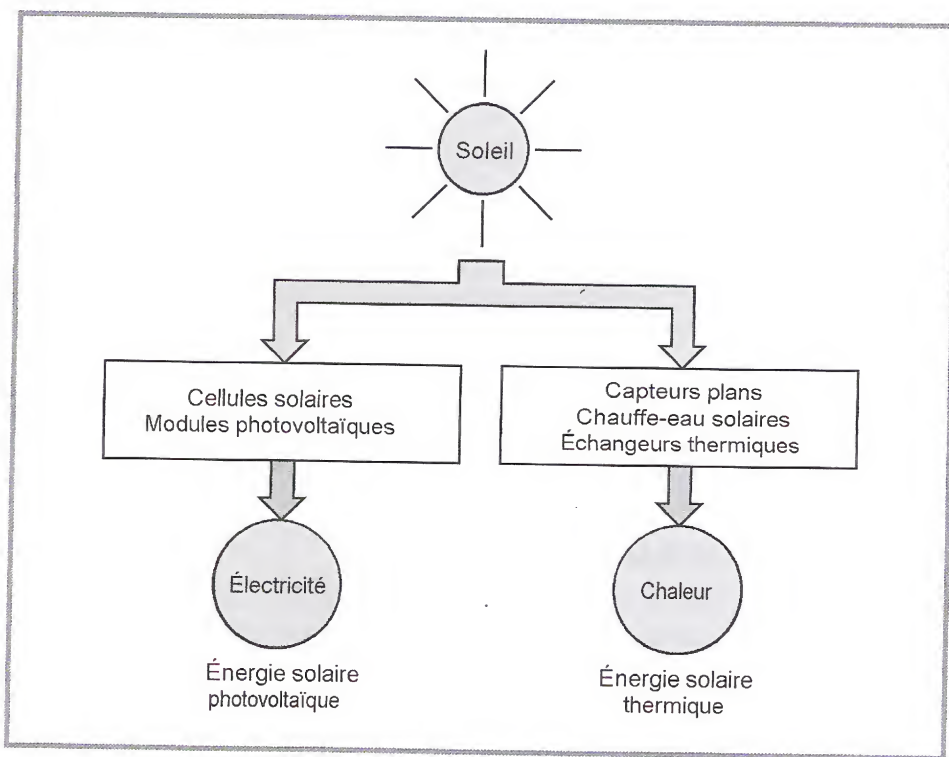 Soleil
Cellules solaires
Modules photovoltaïques
Capteurs plans
Chauffe-eau solaires
Échangeurs thermiques
Électricité
Chaleur
Énergie solaire
photovoltaïque
Énergie solaire
thermique